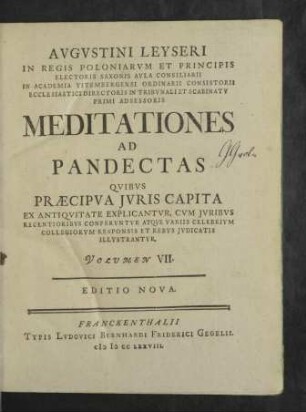 AVGVSTINI LEYSERI
IN REGIS POLONIARVM ET PRINCIPIS
ELECTORIS SAXONIS AVLA CONSILIARII
IN ACADEMIA VITEMBERGENSI ORDINARII CONSISTORII
ECCLESIASTICI DIRECTORIS IN TRIBVNALI ET SCABINATV
PRIMI ADSESSORIS
MEDITATIONES
AD
PANDECTAS
QVIBVS
PRÆCIPVA JVRIS CAPITA
EX ANTIQVITATE EXPLICANTVR, CVM JVRIBVS
RECENTIORIBVS CONFERVNTVR ATQVE VARIIS CELEBRIVM
COLLEGIORVM RESPONSIS ET REBVS JVDICATIS
ILLVSTRANTVR.
VOLVMEN VII.
EDITIO NOVA.
FRANCKENTHALII
TYPIS LVDOVICI BERNHARDI FRIDERICI GEGELII.
cIɔ Iɔ CC LXXVIII.